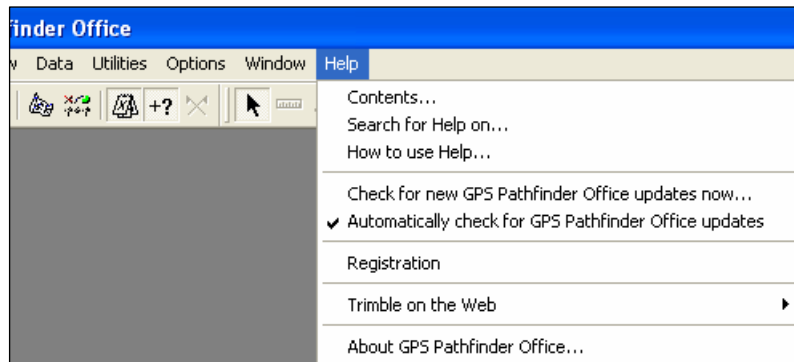 finder Office
Data Utilities Options Window Help
+?
Contents...
Search for Help on...
How to use Help...
Check for new GPS Pathfinder Office updates now...
Automatically check for GPS Pathfinder Office updates
Registration
Trimble on the Web
About GPS Pathfinder Office...